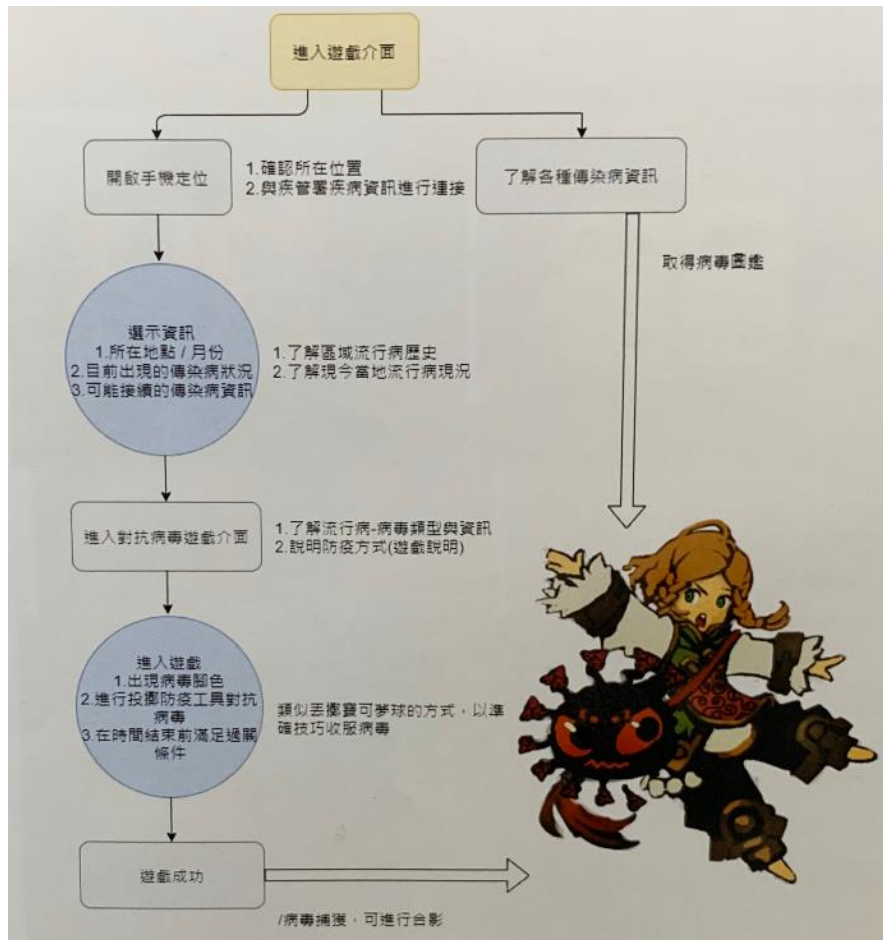 進入遊戲介面
開啟手機定位
1.確認所在位置
2.與疾管署疾病資訊進行連接
了解各種傳染病資訊
取得病毒圖鑑
選示資訊
1.所在地點 / 月份
2.目前出現的傳染病狀況
3.可能接續的傳染病資訊
1.了解區域流行病歷史
2.了解現今當地流行病現況
進入對抗病毒遊戲介面
1.了解流行病-病毒類型與資訊
2.說明防疫方式(遊戲說明)
進入遊戲
1.出現病毒腳色
2.進行投擲防疫工具對抗
病毒
3.在時間結束前滿足過關
條件
類似丟擲寶可夢球的方式，以準
確技巧收服病毒
遊戲成功
/病毒捕獲，可進行合影